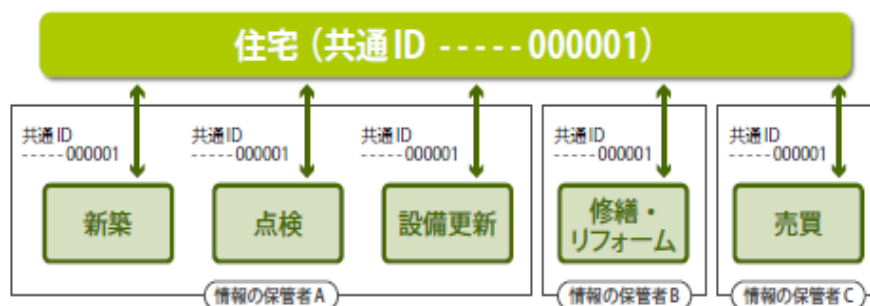 住宅（共通ID -----000001）
共通ID
-----000001
共通ID
-----000001
共通ID
-----000001
共通ID
-----000001
共通ID
-----000001
新築
点検
設備更新
修繕・
リフォーム
売買
情報の保管者A
情報の保管者B
情報の保管者C